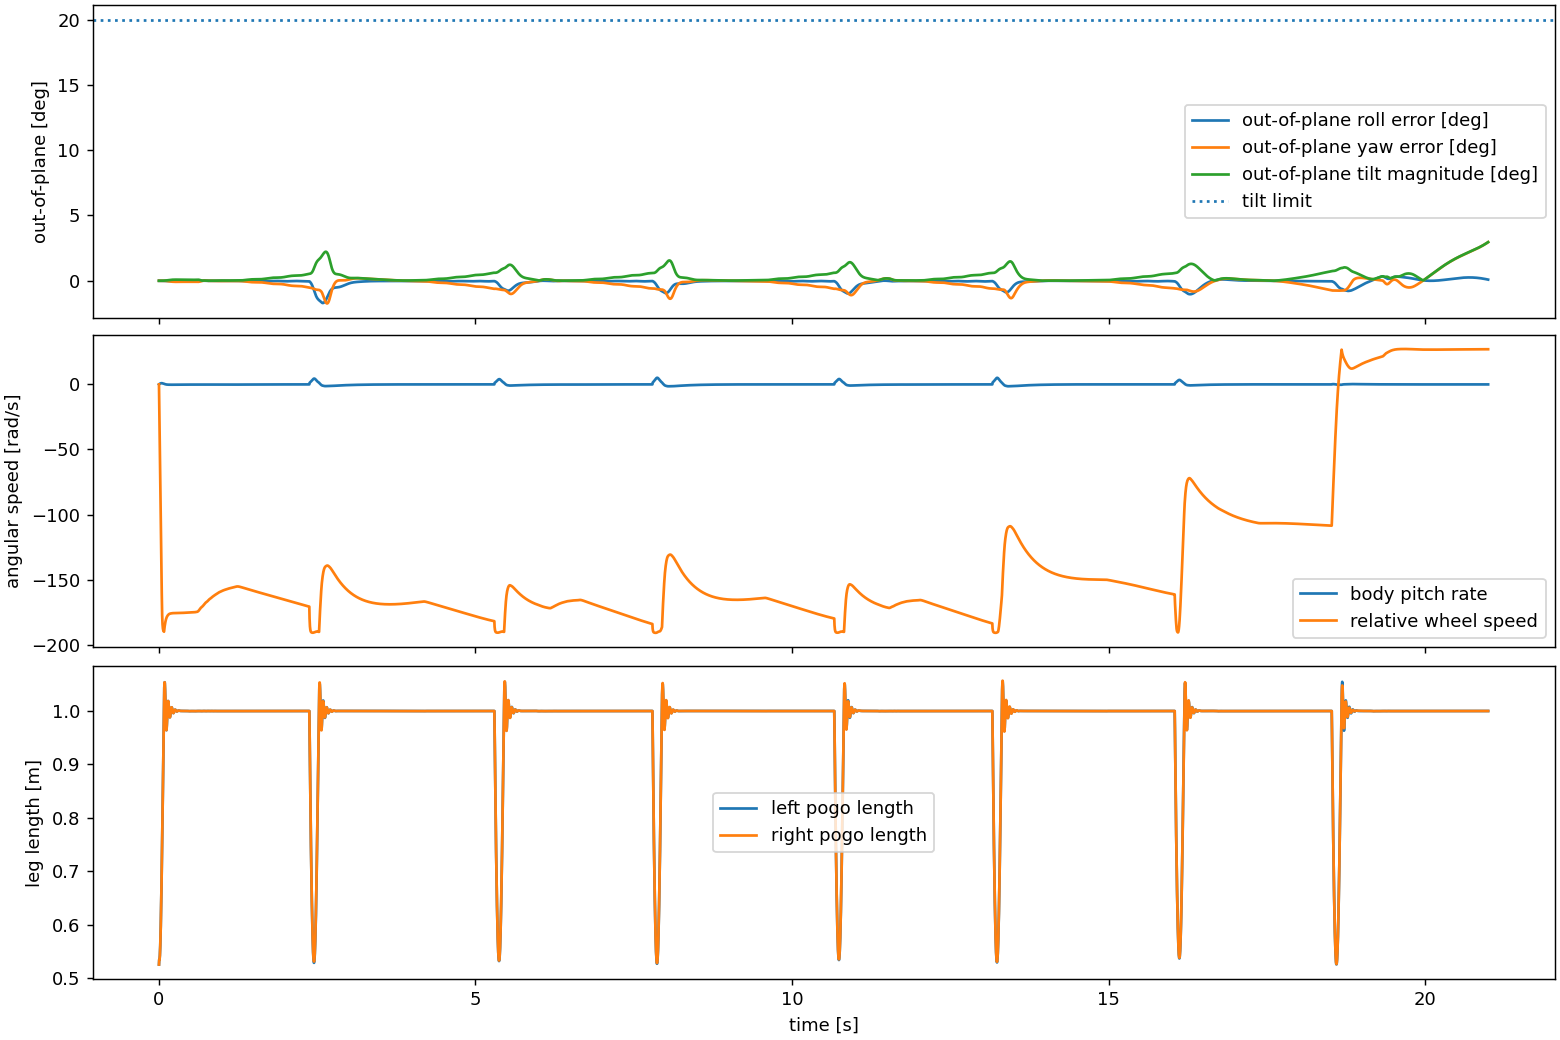 20
15
10
5
0
out-of-plane [deg]
out-of-plane roll error [deg]
out-of-plane yaw error [deg]
out-of-plane tilt magnitude [deg]
tilt limit
0
−50
−100
−150
−200
angular speed [rad/s]
body pitch rate
relative wheel speed
1.0
0.9
0.8
0.7
0.6
0.5
leg length [m]
left pogo length
right pogo length
0
5
10
15
20
time [s]